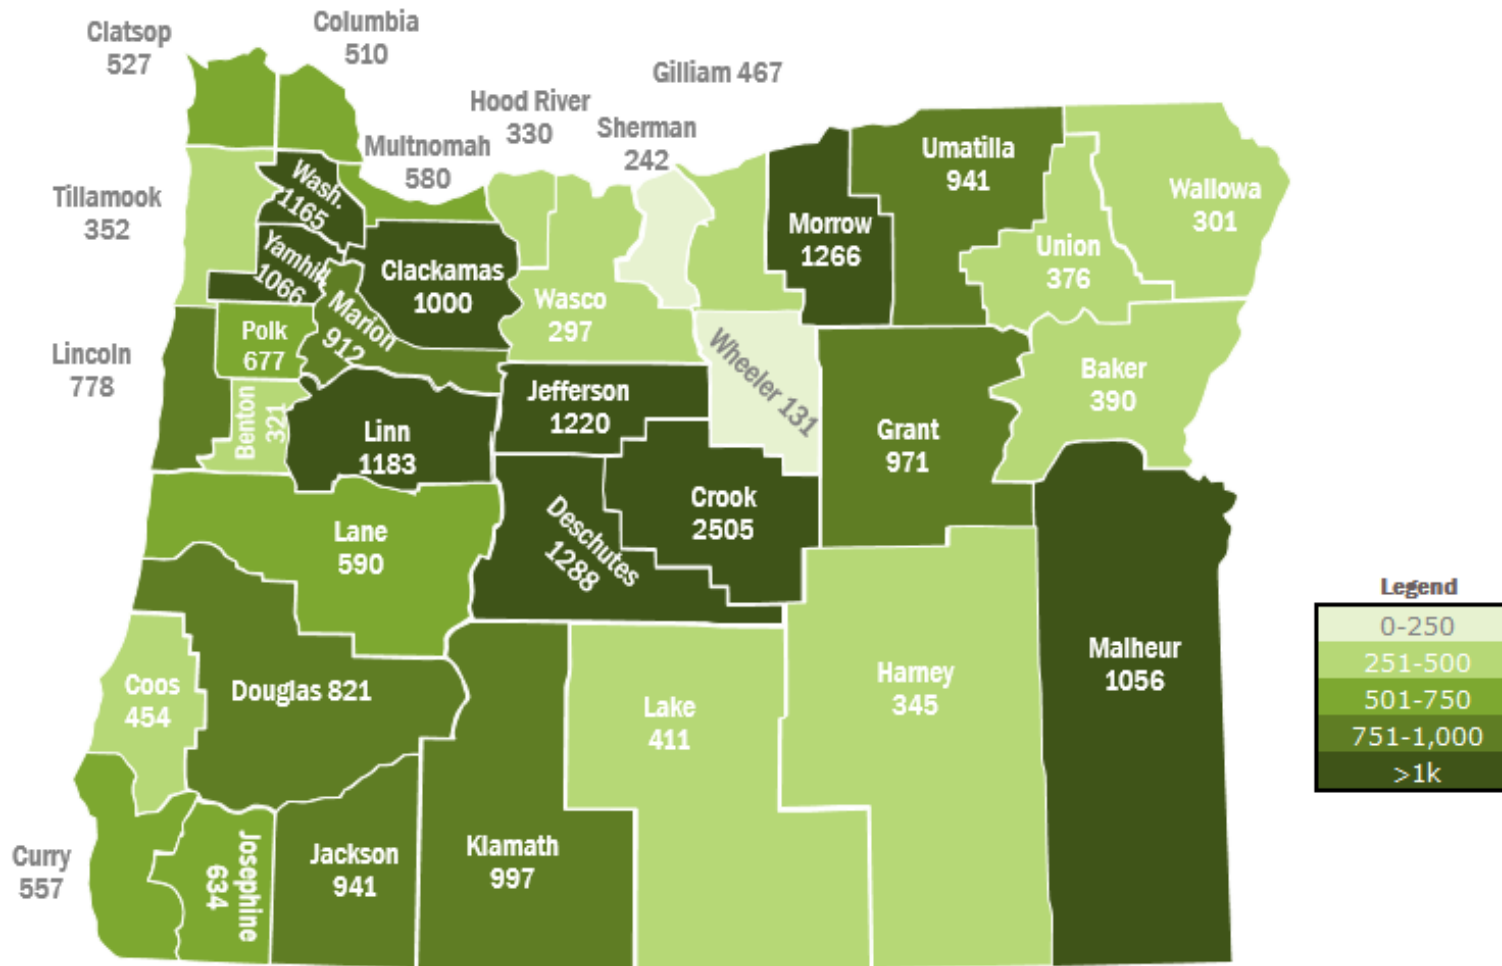 Clatsop
527
Columbia
510
Gilliam 467
Hood River
330
Sherman
242
Multnomah
580
Umatilla
941
Wallowa
301
Tillamook
352
Wash.
1165
Morrow
1266
Union
376
Yamhill
1066
Clackamas
1000
Wasco
297
Marion
912
Polk
677
Lincoln
778
Wheeler 131
Baker
390
Jefferson
1220
Benton
321
Linn
1183
Grant
971
Crook
2505
Deschutes
1288
Lane
590
Legend
0-250
251-500
501-750
751-1,000
>1k
Malheur
1056
Harney
345
Coos
454
Douglas 821
Lake
411
Curry
557
Josephine
634
Jackson
941
Klamath
997